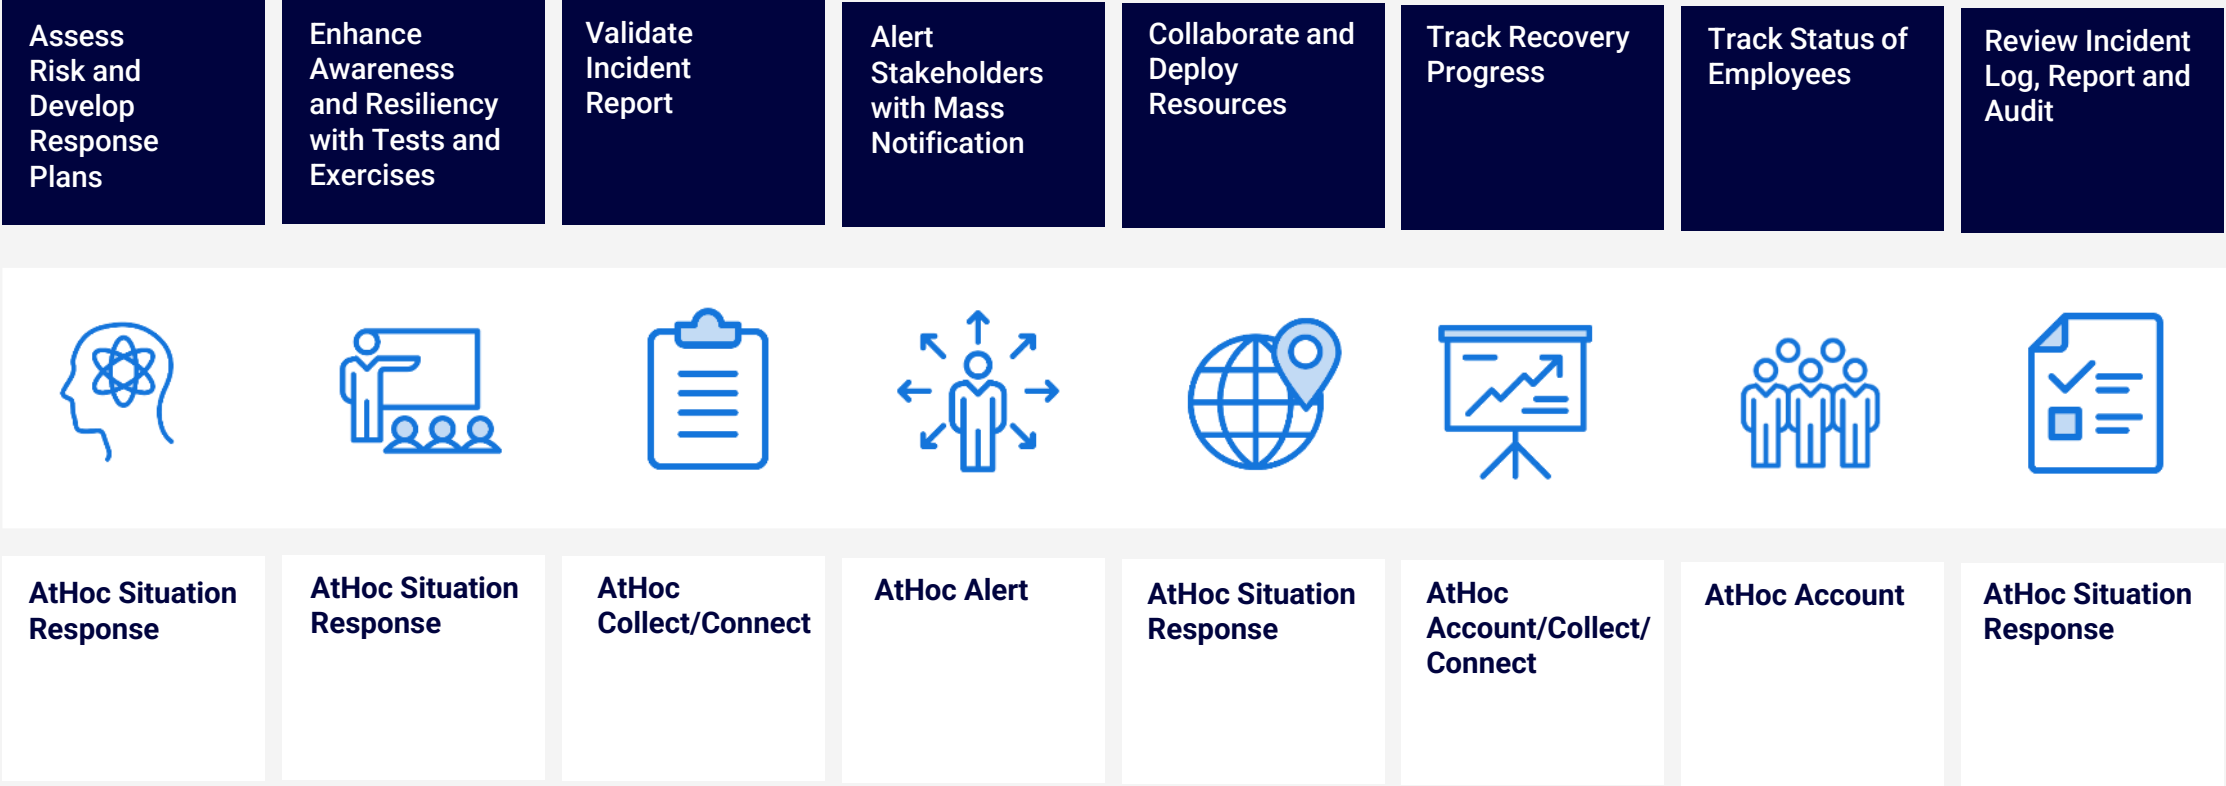 Assess
Risk and
Develop
Response
Plans
Enhance
Awareness
and Resiliency
with Tests and
Exercises
Validate
Incident
Report
Alert
Stakeholders
with Mass
Notification
Collaborate and
Deploy
Resources
Track Recovery
Progress
Track Status of
Employees
Review Incident
Log, Report and
Audit
AtHoc Situation
Response
AtHoc Situation
Response
AtHoc
Collect/Connect
AtHoc Alert
AtHoc Situation
Response
AtHoc
Account/Collect/
Connect
AtHoc Account
AtHoc Situation
Response